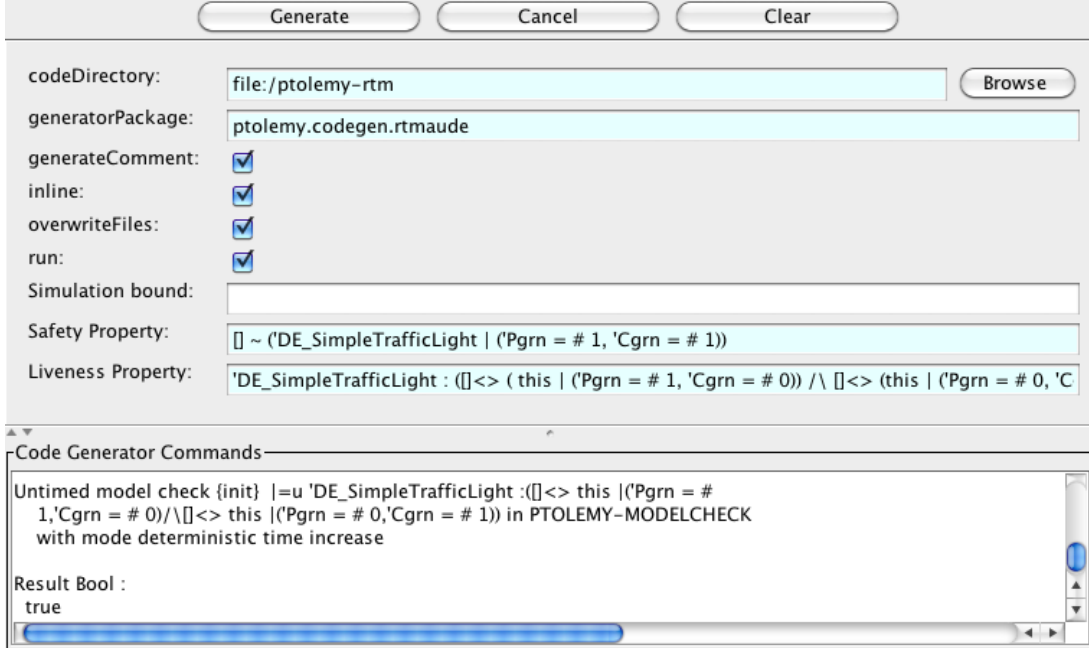 Generate Cancel Clear
codeDirectory: file:/ptolemy-rtm Browse
generatorPackage: ptolemy.codegen.rtmaude
generateComment:
inline:
overwriteFiles:
run:
Simulation bound:
Safety Property: [] ~ ('DE_SimpleTrafficLight | ('Pgrn = # 1, 'Cgrn = # 1))
Liveness Property: 'DE_SimpleTrafficLight : ([]<> ( this | ('Pgrn = # 1, 'Cgrn = # 0)) /\ []<> (this | ('Pgrn = # 0, 'C
Code Generator Commands
Untimed model check {init} |=u 'DE_SimpleTrafficLight :([]<> this |('Pgrn = #
1,'Cgrn = # 0)/\[]<> this |('Pgrn = # 0,'Cgrn = # 1)) in PTOLEMY-MODELCHECK
with mode deterministic time increase
Result Bool :
true